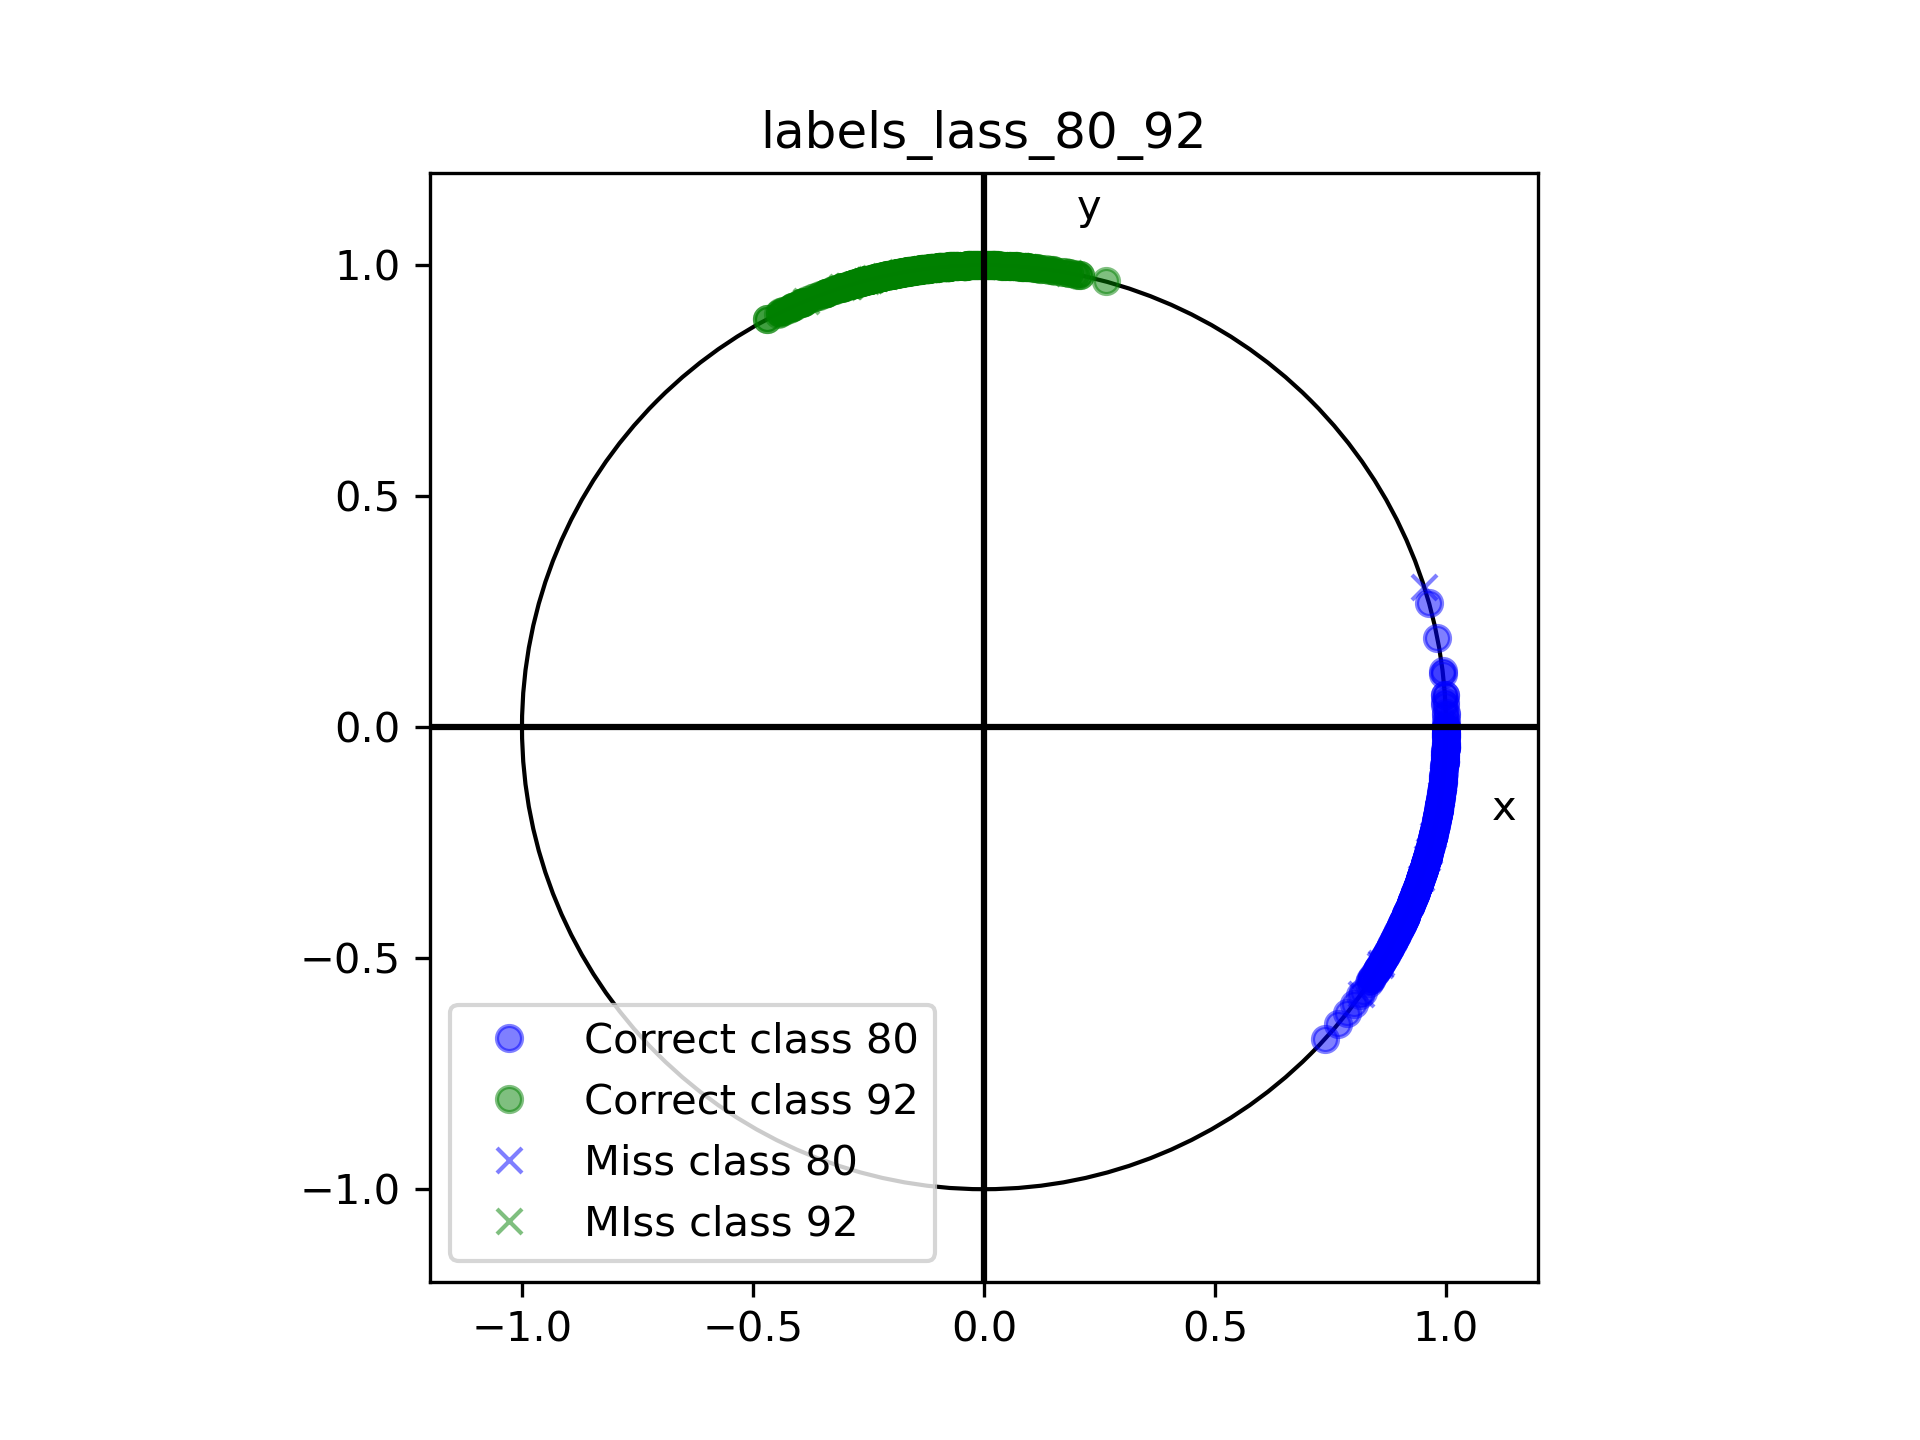 labels_lass_80_92
y
1.0
0.5
0.0
x
−0.5
−1.0
Correct class 80
Correct class 92
Miss class 80
MIss class 92
−1.0 −0.5 0.0 0.5 1.0